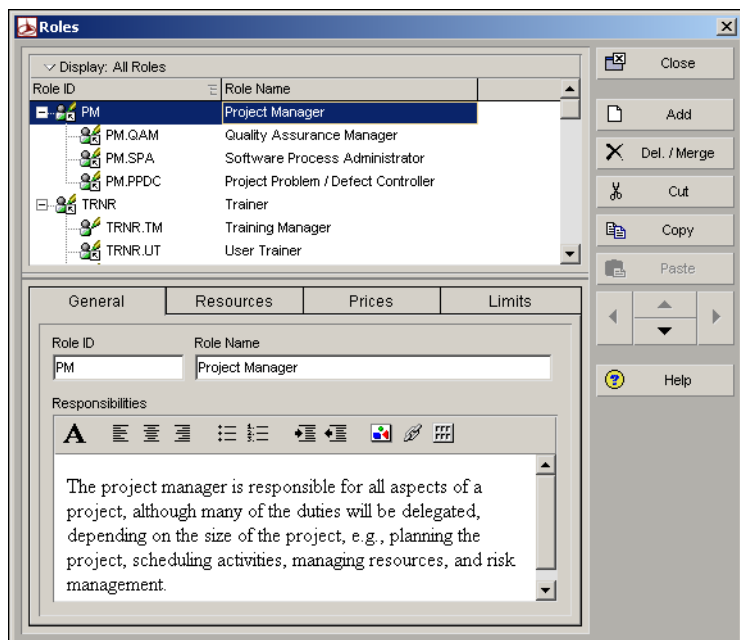 Roles
Display: All Roles
Role ID Role Name
PM Project Manager
PM.QAM Quality Assurance Manager
PM.SPA Software Process Administrator
PM.PPDC Project Problem / Defect Controller
TRNR Trainer
TRNR.TM Training Manager
TRNR.UT User Trainer
General Resources Prices Limits
Role ID Role Name
PM Project Manager
Responsibilities
A
The project manager is responsible for all aspects of a
project, although many of the duties will be delegated,
depending on the size of the project, e.g., planning the
project, scheduling activities, managing resources, and risk
management.
Close
Add
Del. / Merge
Cut
Copy
Paste
Help